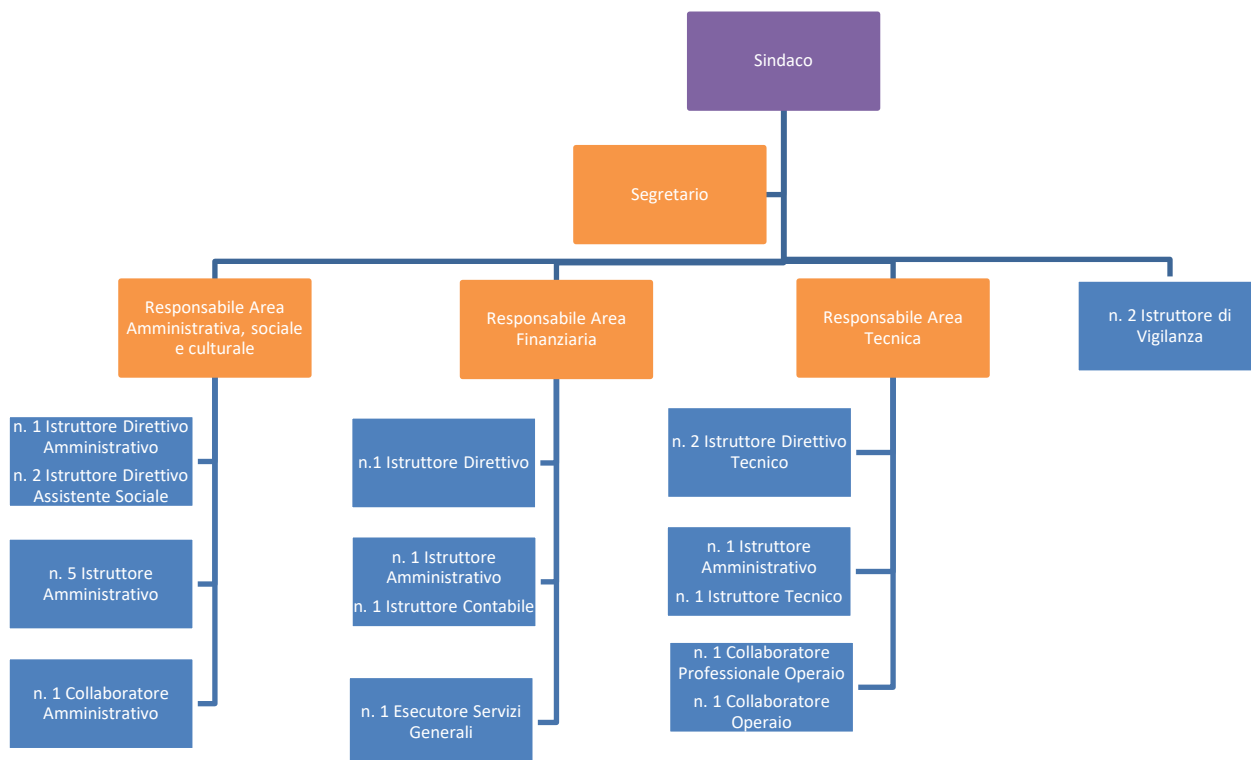 Sindaco
Segretario
Responsabile Area
Amministrativa, sociale
e culturale
Responsabile Area
Finanziaria
Responsabile Area
Tecnica
n. 2 Istruttore di
Vigilanza
n. 1 Istruttore Direttivo
Amministrativo
n. 2 Istruttore Direttivo
Assistente Sociale
n. 5 Istruttore
Amministrativo
n. 1 Collaboratore
Amministrativo
n.1 Istruttore Direttivo
n. 1 Istruttore
Amministrativo
n. 1 Istruttore Contabile
n. 1 Esecutore Servizi
Generali
n. 2 Istruttore Direttivo
Tecnico
n. 1 Istruttore
Amministrativo
n. 1 Istruttore Tecnico
n. 1 Collaboratore
Professionale Operaio
n. 1 Collaboratore
Operaio